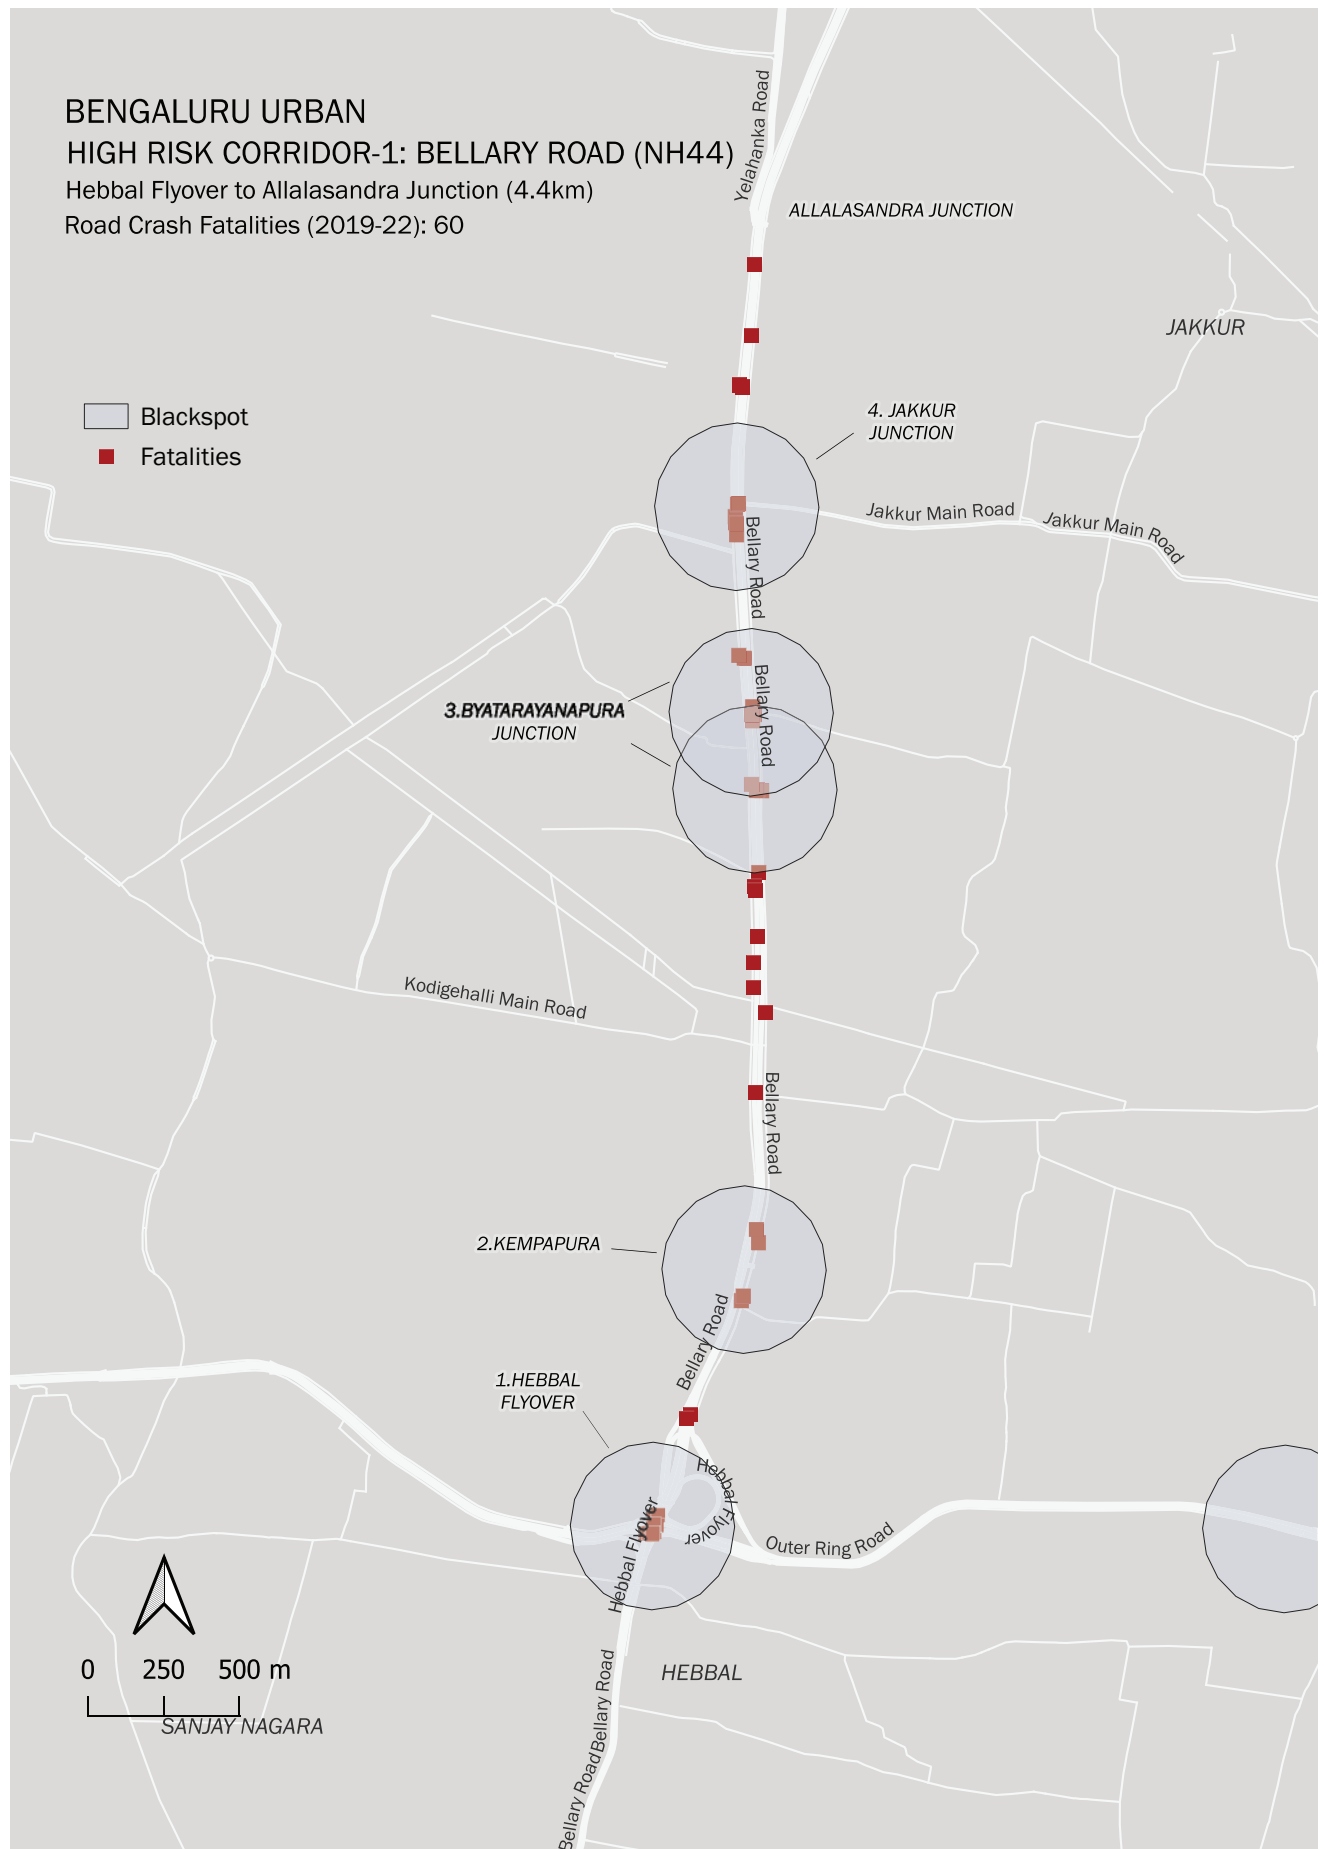 BENGALURU URBAN
HIGH RISK CORRIDOR-1: BELLARY ROAD (NH44)
Hebbal Flyover to Allalasandra Junction (4.4km)
Road Crash Fatalities (2019-22): 60
Yelahanka Road
ALLALASANDRA JUNCTION
JAKKUR
Blackspot
Fatalities
4. JAKKUR
JUNCTION
Jakkur Main Road
Jakkur Main Road
Bellary Road
Bellary Road
3.BYATARAYANAPURA
JUNCTION
Kodigehalli Main Road
Bellary Road
2.KEMPAPURA
Bellary Road
1.HEBBAL
FLYOVER
Hebbal Flyover
Hebbal Flyover
Outer Ring Road
HEBBAL
0 250 500 m
SANJAY NAGARA
Bellary Road
Bellary Road